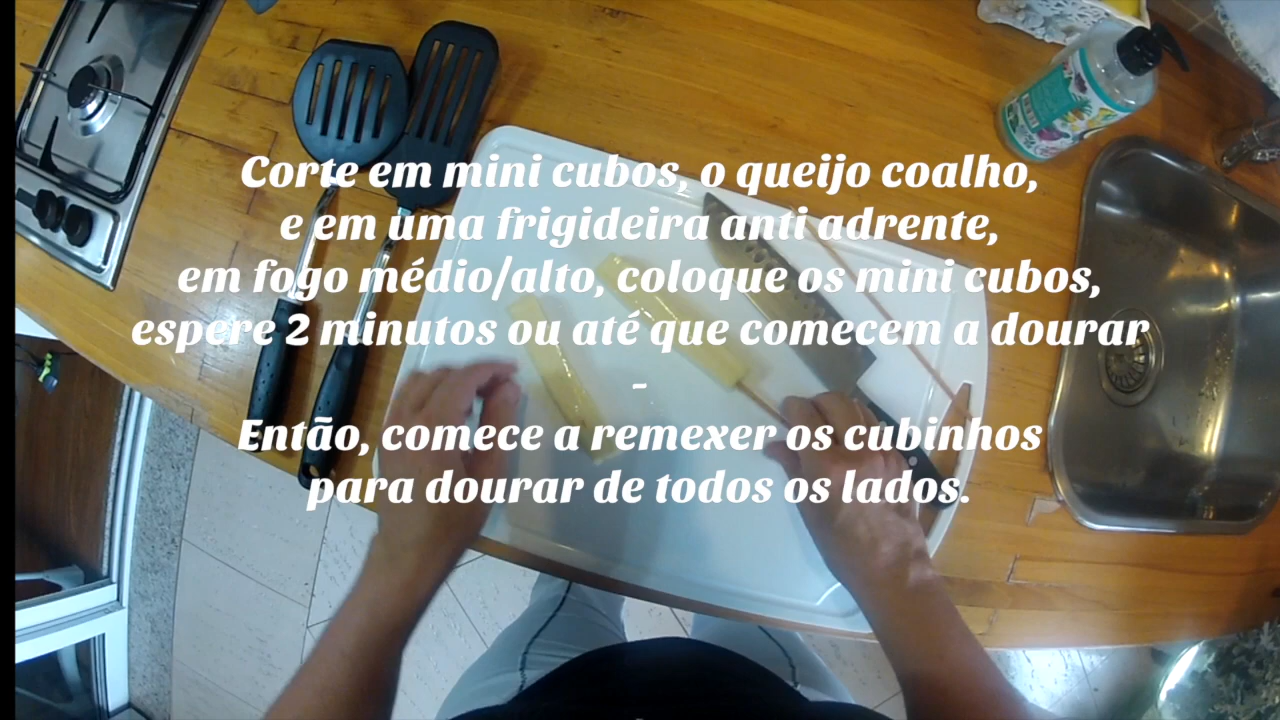 Corte em mini cubos, o queijo coalho,
e em uma frigideira anti adrente,
em fogo médio/alto, coloque os mini cubos,
espere 2 minutos ou até que comecem a dourar
-
Então, comece a remexer os cubinhos
para dourar de todos os lados.